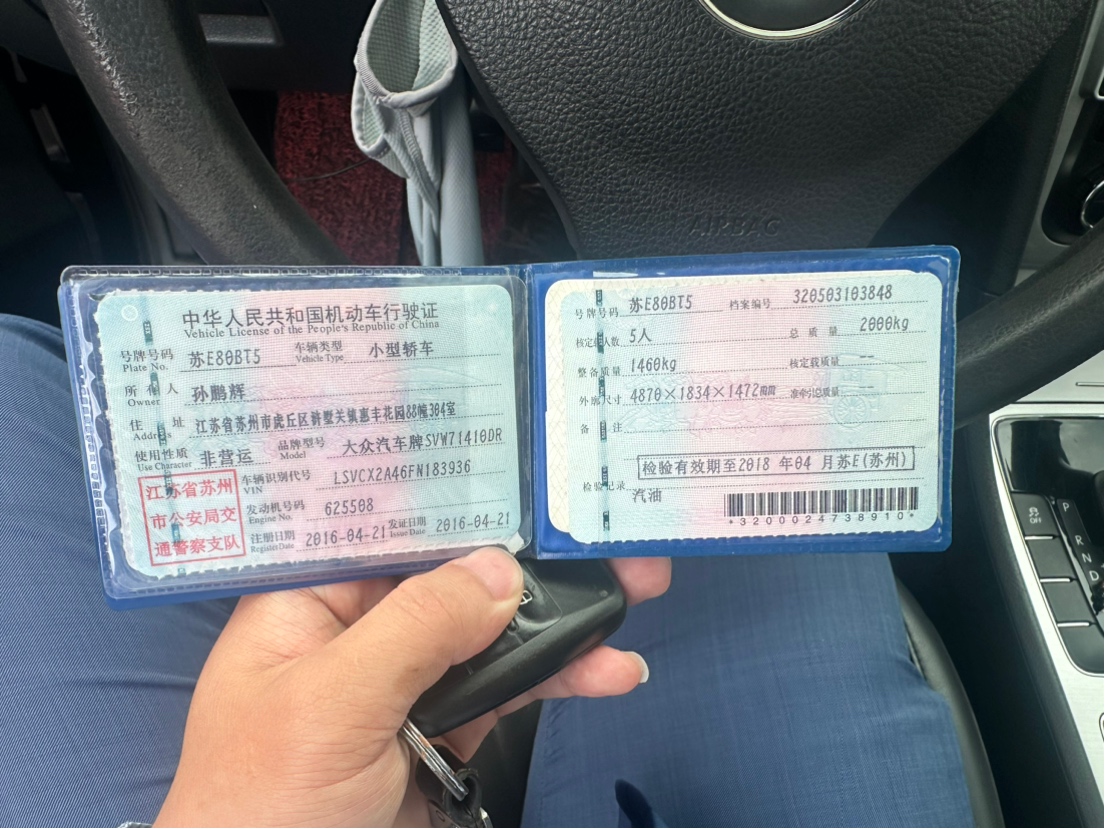 中华人民共和国机动车行驶证
Vehicle License of the People's Republic of China
号牌号码 Plate No. 苏E80BT5 车辆类型 Vehicle Type 小型轿车
所有人 Owner 孙鹏辉
住址 Address 江苏省苏州市虎丘区浒墅关镇惠丰花园88幢304室
使用性质 Use Character 非营运 品牌型号 Model 大众汽车牌SVW71410DR
江苏省苏州
市公安局交
通警察支队
车辆识别代号 VIN LSVCX2A46FN183936
发动机号码 Engine No. 625508
注册日期 Register Date 2016-04-21 发证日期 Issue Date 2016-04-21
号牌号码 苏E80BT5 档案编号 320503103848
核定人数 5人 总质量 2000kg
整备质量 1460kg 核定载质量 --
外廓尺寸 4870×1834×1472mm 准牵引总质量 --
备注
检验有效期至2018 年04 月苏E(苏州)
检验记录
汽油
*3200024738910*
AIRBAG
OFF
P
R
N
D